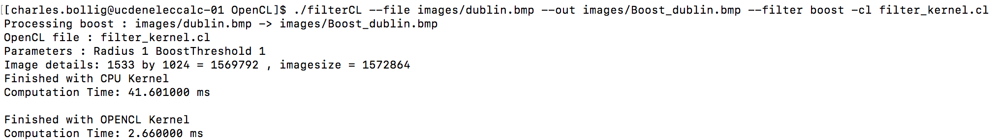 [[charles.bollig@ucdeneleccalc-01 OpenCL]$ ./filterCL --file images/dublin.bmp --out images/Boost_dublin.bmp --filter boost -cl filter_kernel.cl
Processing boost : images/dublin.bmp -> images/Boost_dublin.bmp
OpenCL file : filter_kernel.cl
Parameters : Radius 1 BoostThreshold 1
Image details: 1533 by 1024 = 1569792 , imagesize = 1572864
Finished with CPU Kernel
Computation Time: 41.601000 ms
Finished with OPENCL Kernel
Computation Time: 2.660000 ms